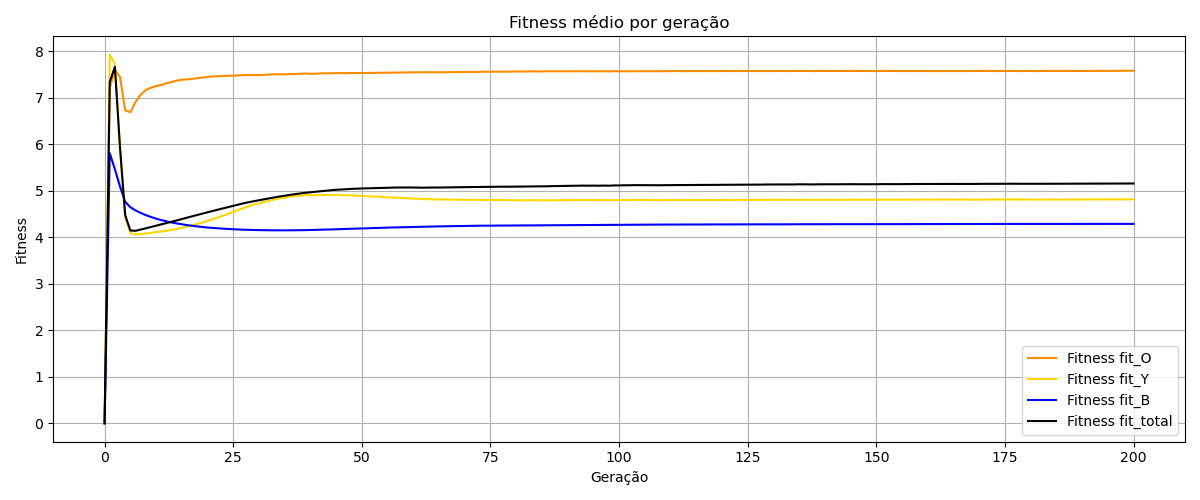 Fitness médio por geração
Fitness
8
7
6
5
4
3
2
1
0
0 25 50 75 100 125 150 175 200
Geração
Fitness fit_O
Fitness fit_Y
Fitness fit_B
Fitness fit_total